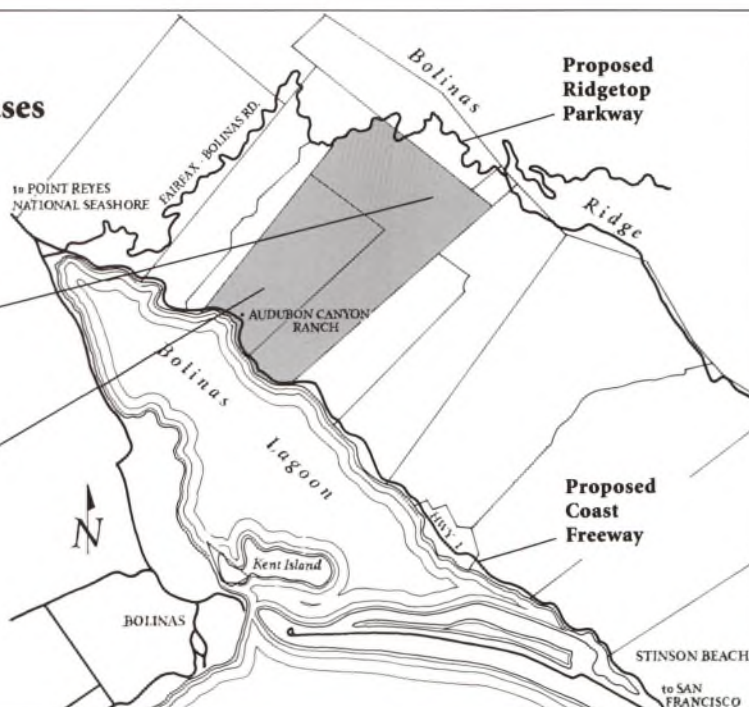 ses
Bolinas
Proposed
Ridgetop
Parkway
FAIRFAX - BOLINAS RD.
to POINT REYES
NATIONAL SEASHORE
Ridge
AUDUBON CANYON
RANCH
Bolinas
Lagoon
Proposed
Coast
Freeway
HWY 1
N
Kent Island
BOLINAS
STINSON BEACH
to SAN
FRANCISCO